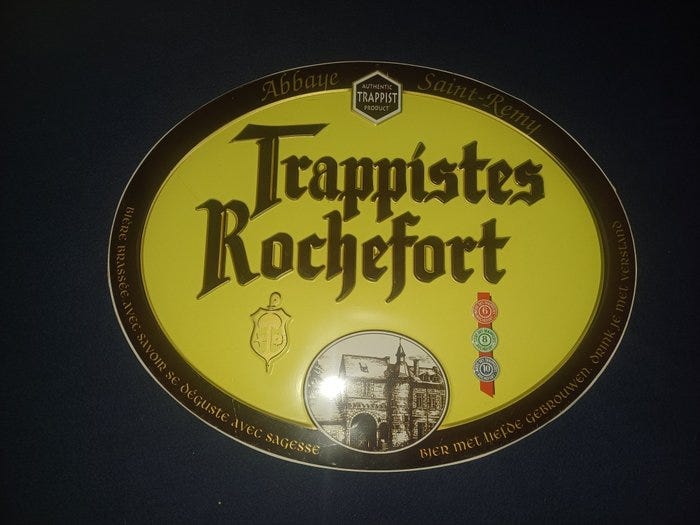 Abbaye Saint-Remy
AUTHENTIC
TRAPPIST
PRODUCT
Trappistes
Rochefort
6
8
10
BIÈRE BRASSÉE AVEC SAVOIR SE DÉGUSTE AVEC SAGESSE
BIER MET LIEFDE GEBROUWEN, DRINK JE MET VERSTAND